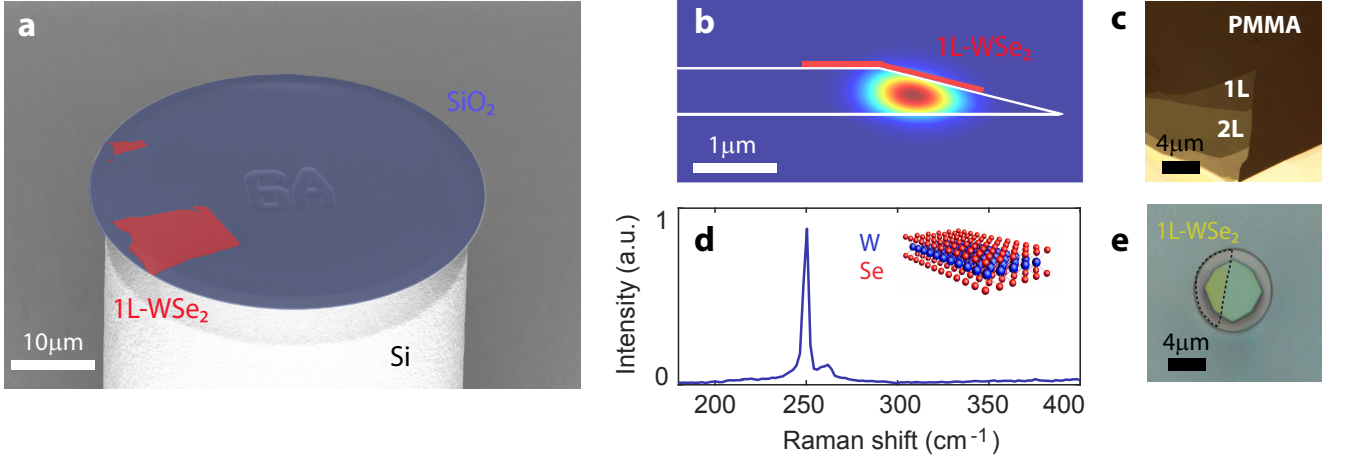 a
6A
SiO₂
1L-WSe₂
10μm
Si
b
1L-WSe₂
1μm
c
PMMA
1L
2L
4μm
d
1
0
Intensity (a.u.)
W
Se
200 250 300 350 400
Raman shift (cm⁻¹)
e
1L-WSe₂
4μm